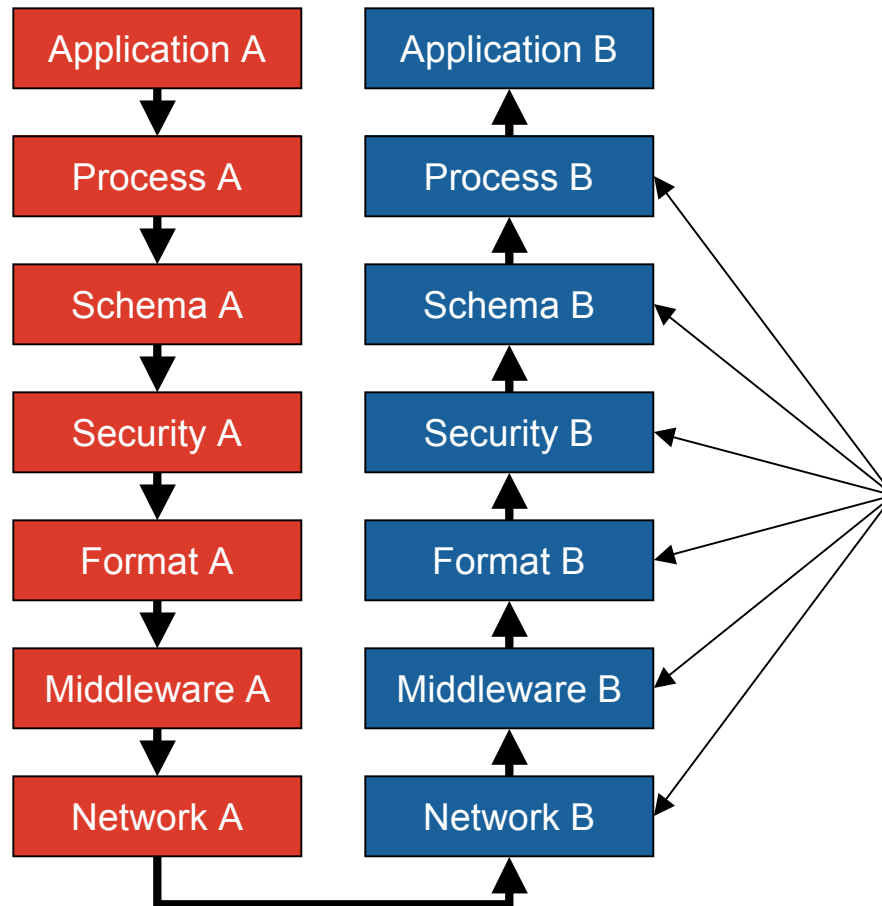 Application A
Application B
Process A
Process B
Schema A
Schema B
Security A
Security B
Format A
Format B
Middleware A
Middleware B
Network A
Network B